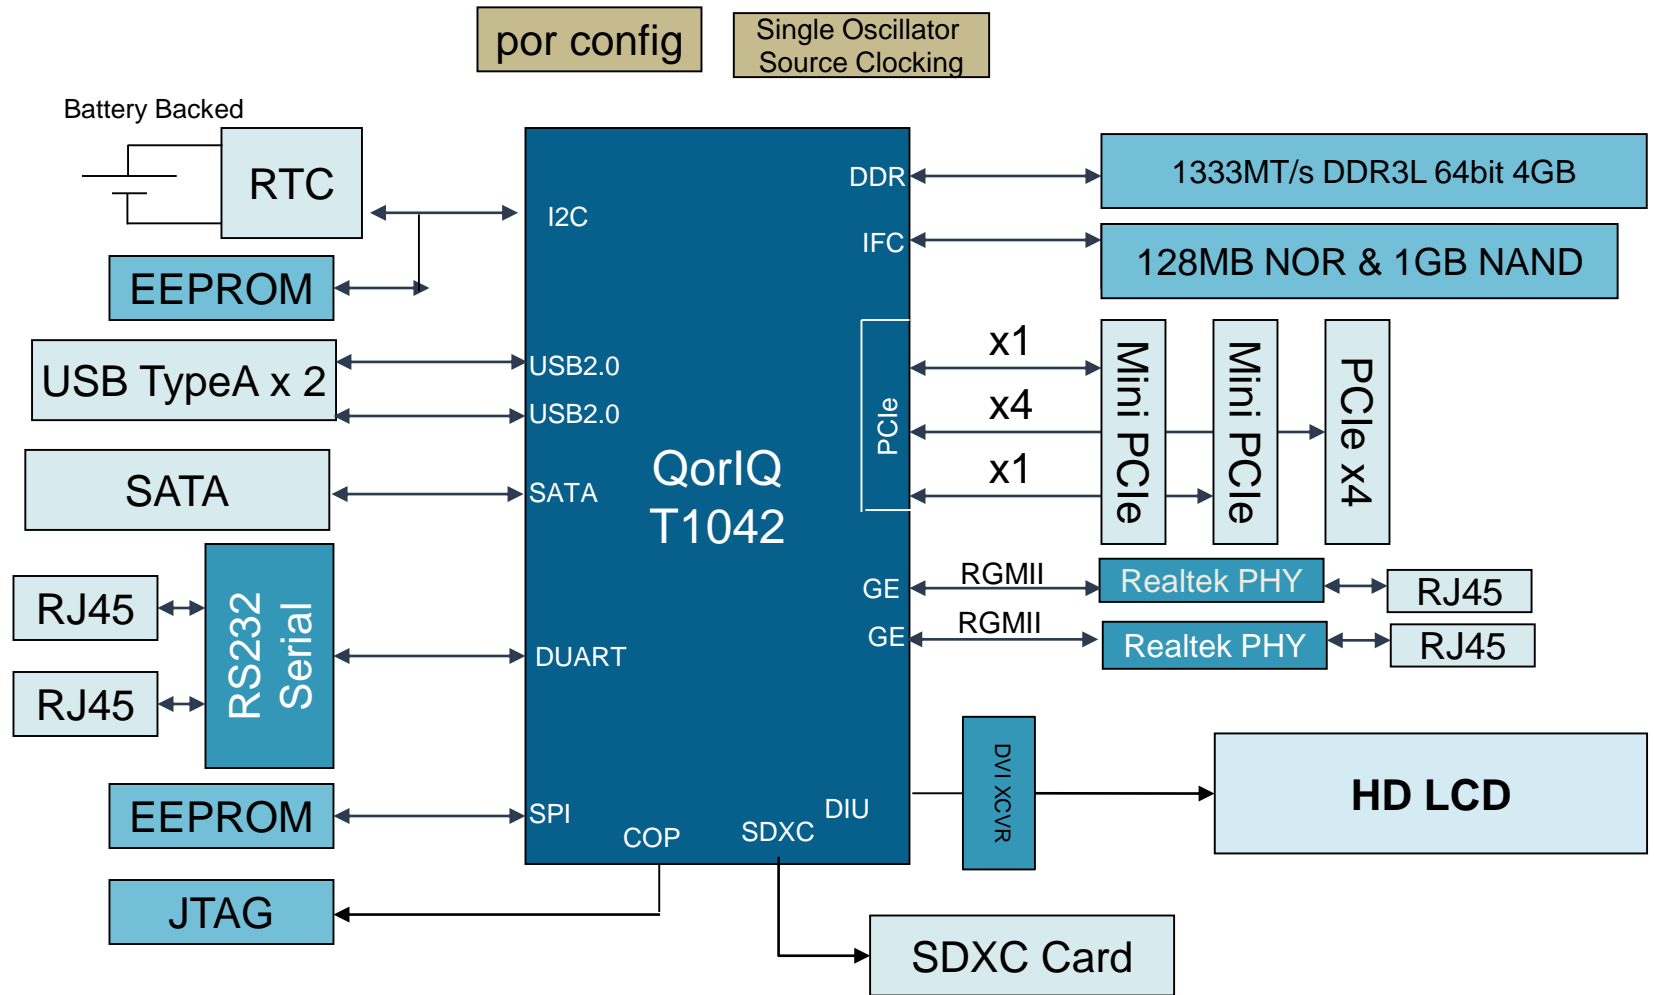 por config
Single Oscillator
Source Clocking
Battery Backed
RTC
EEPROM
USB TypeA x 2
SATA
RJ45
RJ45
RS232
Serial
EEPROM
JTAG
I2C
USB2.0
USB2.0
SATA
DUART
SPI
COP
SDXC
DIU
QorIQ
T1042
DDR
IFC
PCIe
GE
GE
1333MT/s DDR3L 64bit 4GB
128MB NOR & 1GB NAND
x1
x4
x1
Mini PCIe
Mini PCIe
PCIe x4
RGMII
Realtek PHY
RJ45
RGMII
Realtek PHY
RJ45
DVI XCVR
HD LCD
SDXC Card